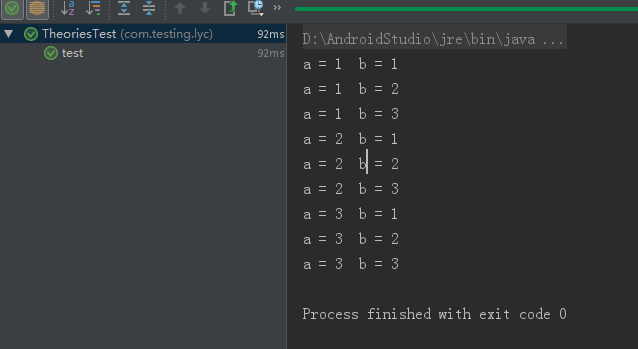 TheoriesTest (com.testing.lyc) 92ms
test 92ms
D:\AndroidStudio\jre\bin\java ...
a = 1 b = 1
a = 1 b = 2
a = 1 b = 3
a = 2 b = 1
a = 2 b = 2
a = 2 b = 3
a = 3 b = 1
a = 3 b = 2
a = 3 b = 3
Process finished with exit code 0